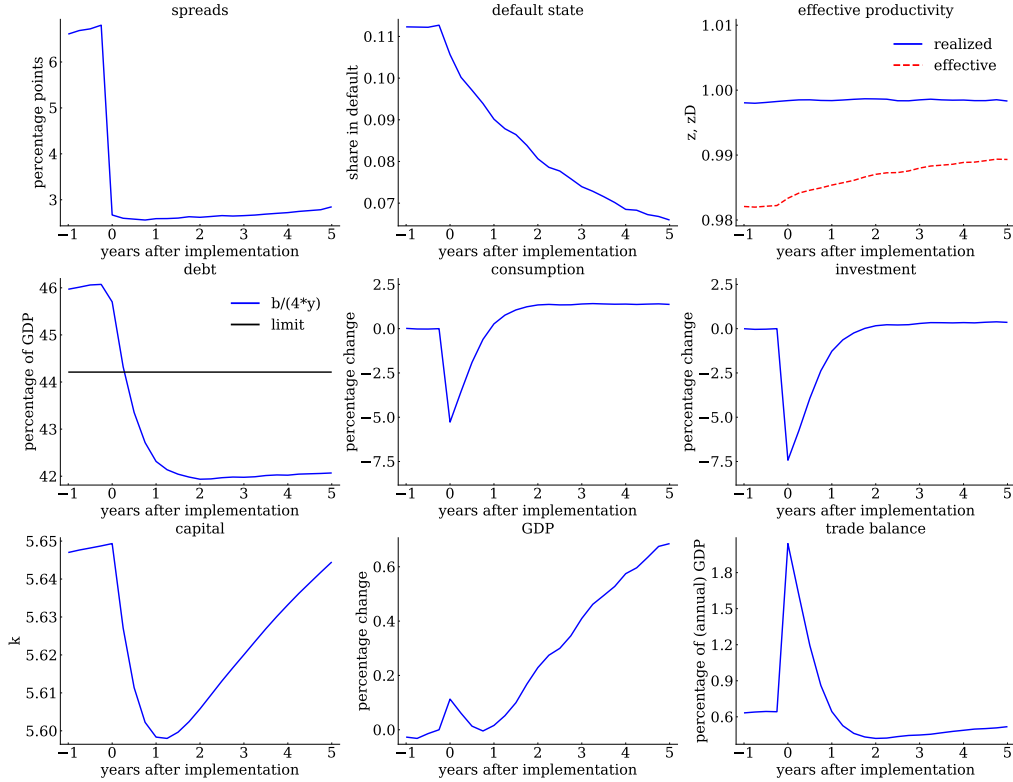 spreads
percentage points
6
5
4
3
−1 0 1 2 3 4 5
years after implementation
default state
share in default
0.11
0.10
0.09
0.08
0.07
−1 0 1 2 3 4 5
years after implementation
effective productivity
z, zD
1.01
1.00
0.99
0.98
realized
effective
−1 0 1 2 3 4 5
years after implementation
debt
percentage of GDP
46
45
44
43
42
b/(4*y)
limit
−1 0 1 2 3 4 5
years after implementation
consumption
percentage change
2.5
0.0
−2.5
−5.0
−7.5
−1 0 1 2 3 4 5
years after implementation
investment
percentage change
2.5
0.0
−2.5
−5.0
−7.5
−1 0 1 2 3 4 5
years after implementation
capital
k
5.65
5.64
5.63
5.62
5.61
5.60
−1 0 1 2 3 4 5
years after implementation
GDP
percentage change
0.6
0.4
0.2
0.0
−1 0 1 2 3 4 5
years after implementation
trade balance
percentage of (annual) GDP
1.8
1.5
1.2
0.9
0.6
−1 0 1 2 3 4 5
years after implementation